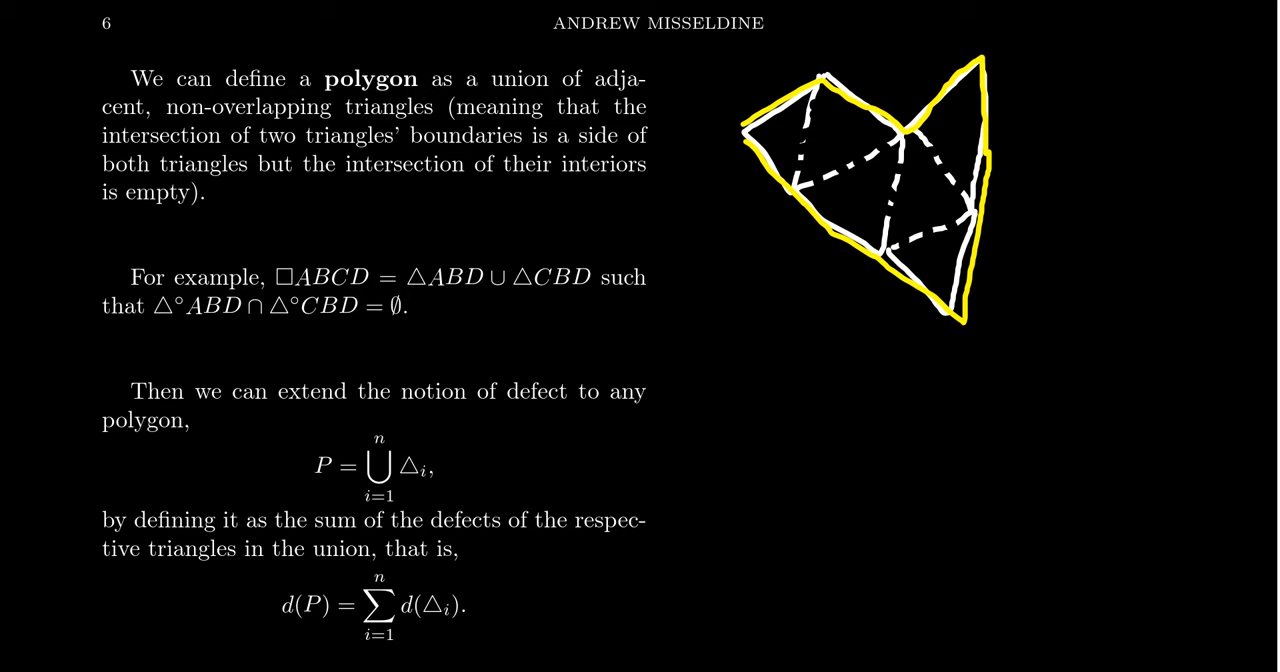 6 ANDREW MISSELDINE
We can define a polygon as a union of adja-
cent, non-overlapping triangles (meaning that the
intersection of two triangles' boundaries is a side of
both triangles but the intersection of their interiors
is empty).
For example, □ABCD = △ABD ∪ △CBD such
that △°ABD ∩ △°CBD = ∅.
Then we can extend the notion of defect to any
polygon,
n
P = ⋃ △i,
i=1
by defining it as the sum of the defects of the respec-
tive triangles in the union, that is,
n
d(P) = ∑ d(△i).
i=1